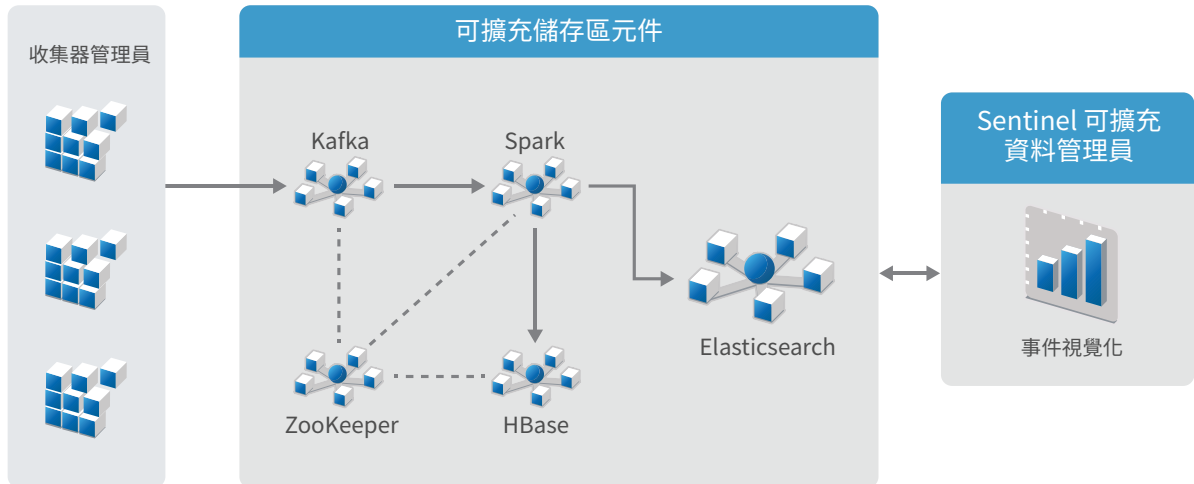 收集器管理員
可擴充儲存區元件
Kafka
Spark
Elasticsearch
ZooKeeper
HBase
Sentinel 可擴充
資料管理員
事件視覺化